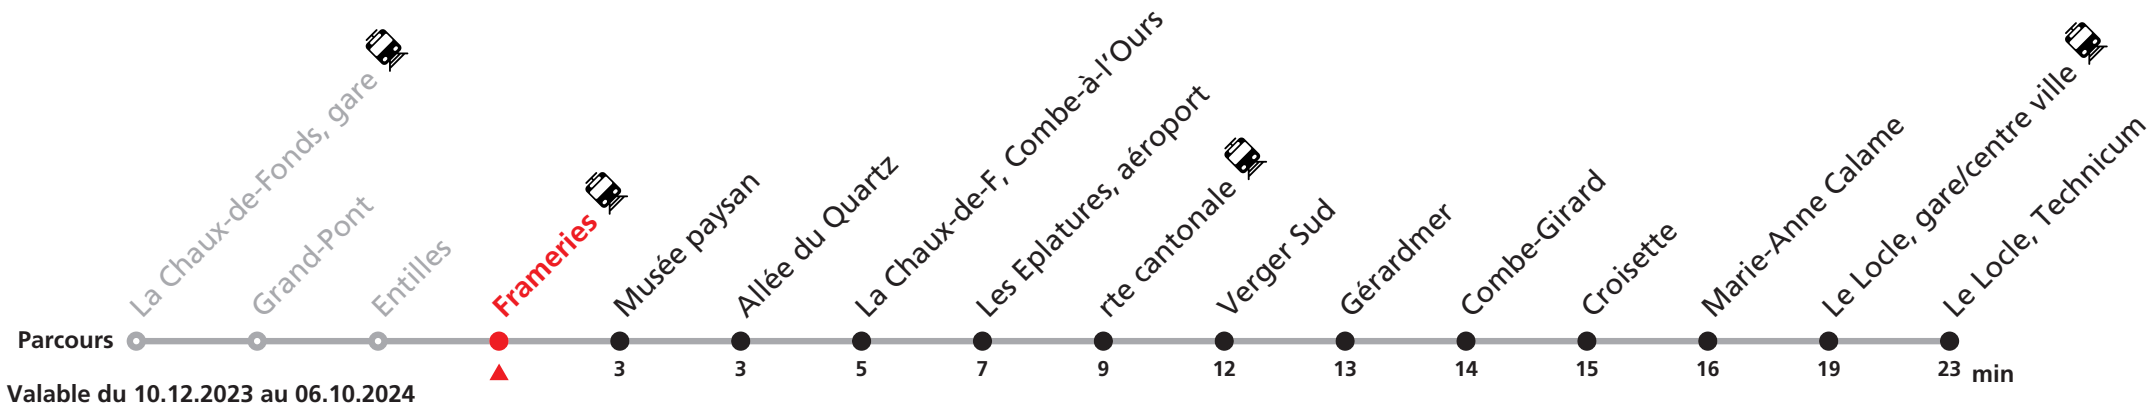 La Chaux-de-Fonds, gare
Grand-Pont
Entilles
Frameries
Musée paysan
Allée du Quartz
La Chaux-de-F, Combe-à-l'Ours
Les Eplatures, aéroport
rte cantonale
Verger Sud
Gérardmer
Combe-Girard
Croisette
Marie-Anne Calame
Le Locle, gare/centre ville
Le Locle, Technicum
Parcours
3 3 5 7 9 12 13 14 15 16 19 23 min
Valable du 10.12.2023 au 06.10.2024